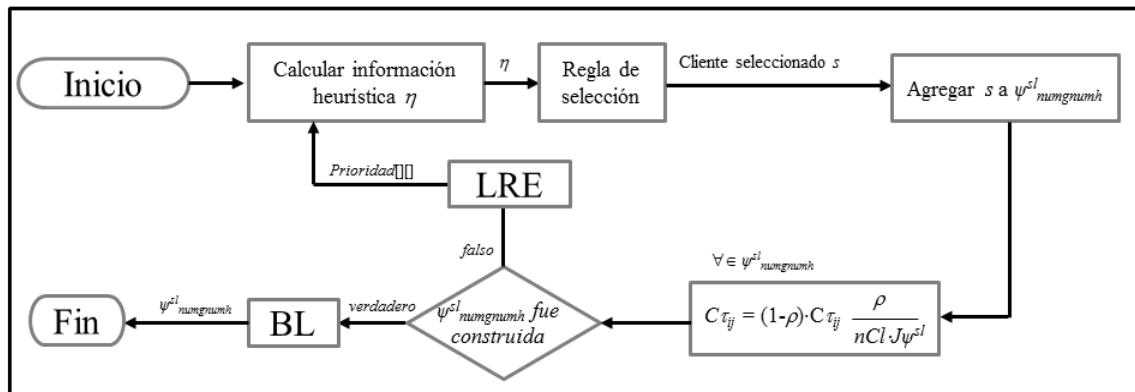 Inicio
Calcular información
heurística η
η
Regla de
selección
Cliente seleccionado s
Agregar s a ψ^sl_numgnumh
Prioridad[][]
LRE
falso
∀ ∈ ψ^sl_numgnumh
Cτ_ij = (1-ρ)·Cτ_ij ρ / nCl·Jψ^sl
ψ^sl_numgnumh fue
construida
verdadero
BL
ψ^sl_numgnumh
Fin